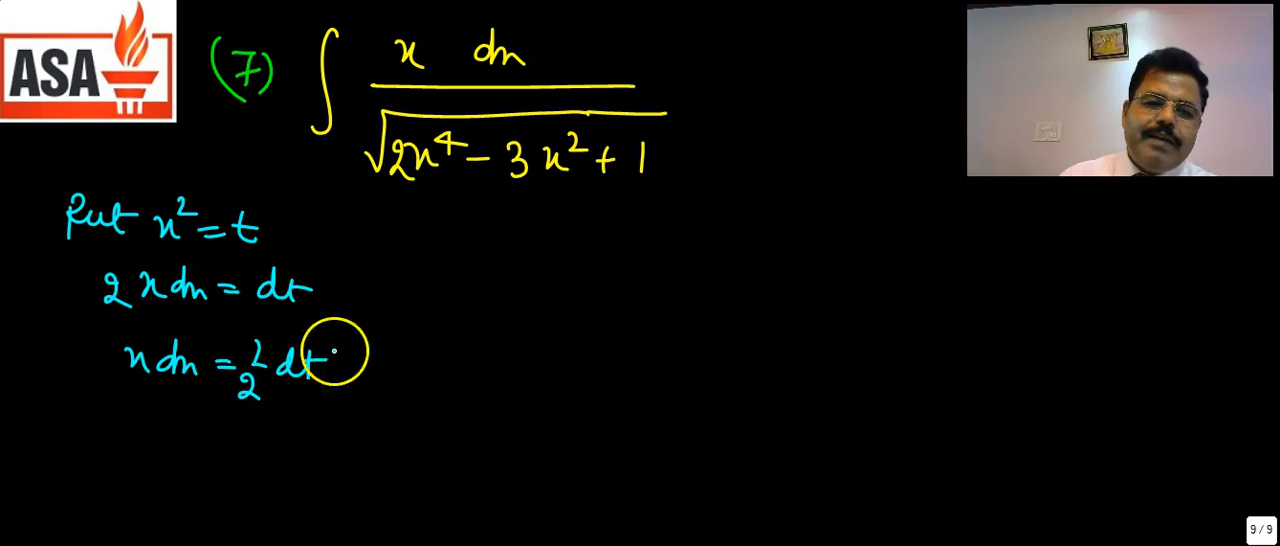 ASA
(7) ∫ x dx / √(2x⁴ - 3x² + 1)
Put x² = t
2x dx = dt
x dx = 1/2 dt
9/9